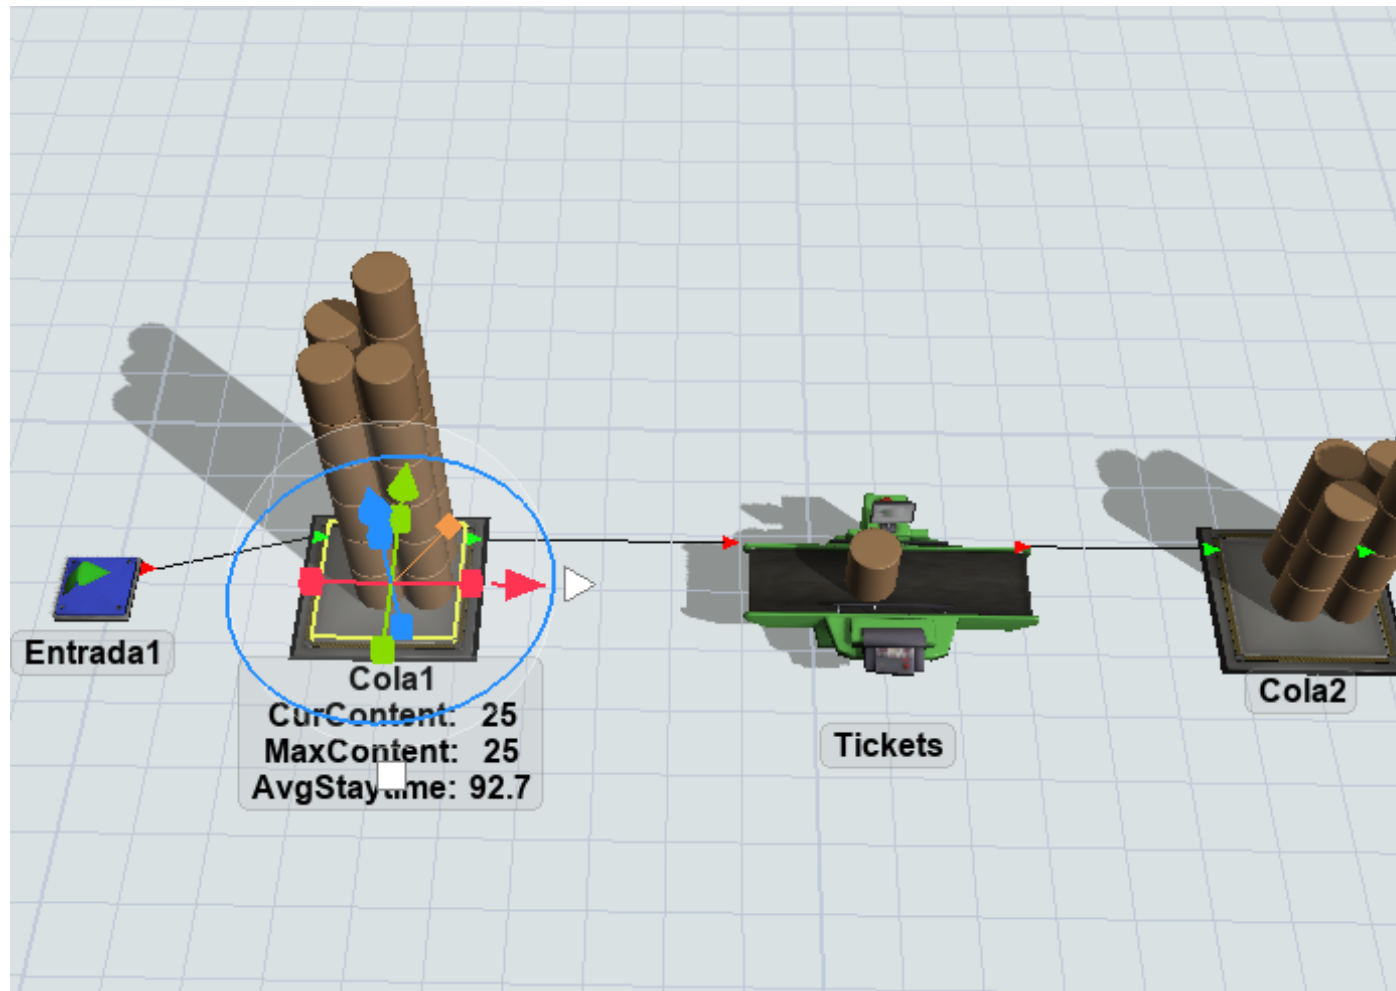 Entrada1
Cola1
CurContent: 25
MaxContent: 25
AvgStaytime: 92.7
Tickets
Cola2